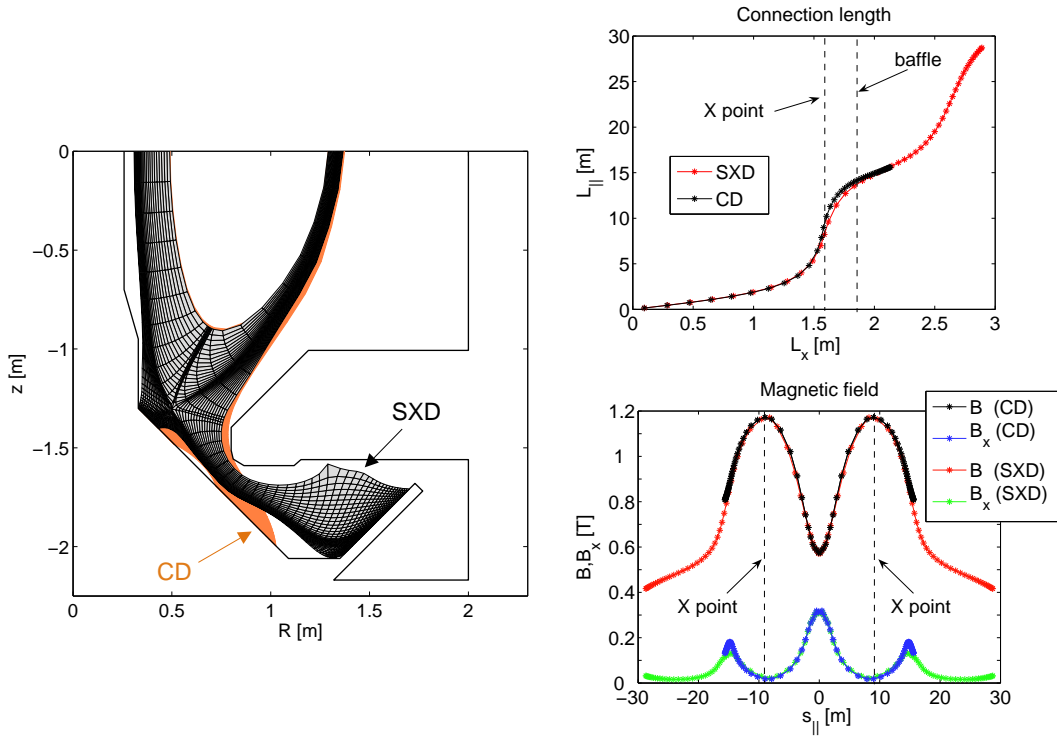 0
−0.5
−1
−1.5
−2
z [m]
0
0.5
1
1.5
2
R [m]
SXD
CD
Connection length
30
25
20
15
10
5
0
L|| [m]
0
0.5
1
1.5
2
2.5
3
Lx [m]
X point
baffle
SXD
CD
Magnetic field
1.2
1
0.8
0.6
0.4
0.2
0
B,Bx [T]
−30
−20
−10
0
10
20
30
s|| [m]
X point
X point
B (CD)
Bx (CD)
B (SXD)
Bx (SXD)